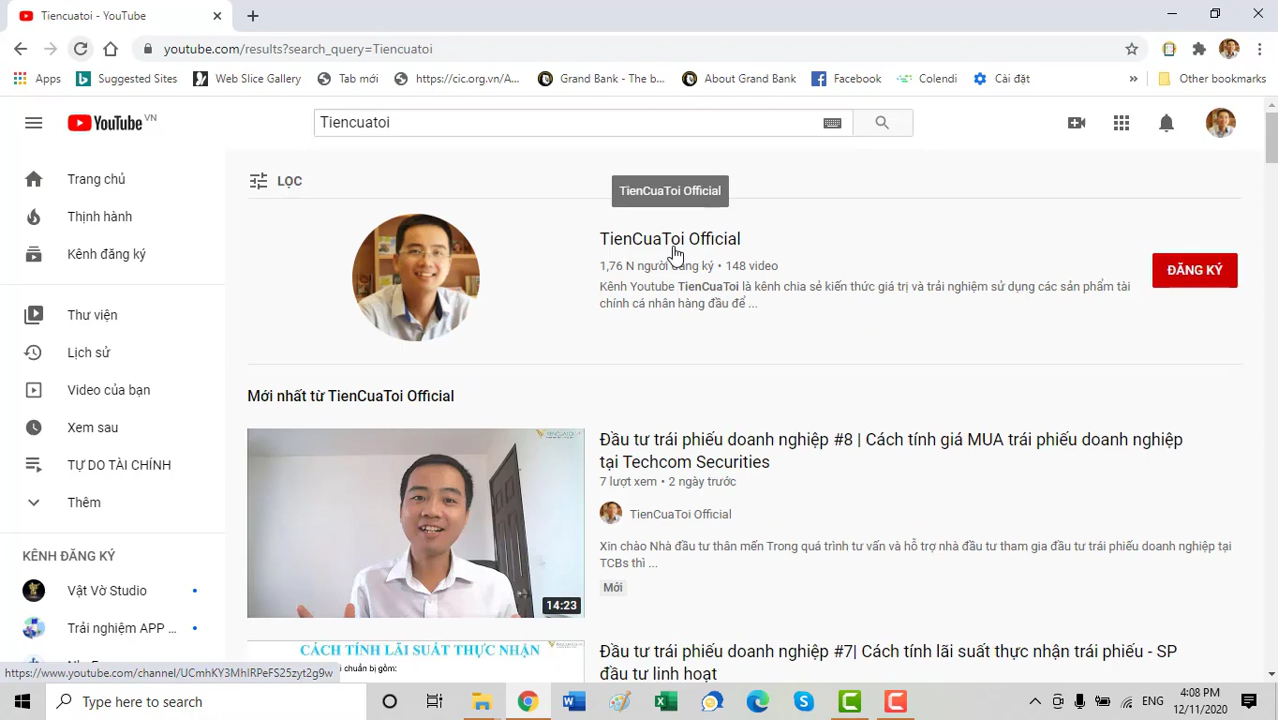 Tiencuatoi - YouTube
youtube.com/results?search_query=Tiencuatoi
Apps
Suggested Sites
Web Slice Gallery
Tab mới
https://cic.org.vn/A...
Grand Bank - The b...
About Grand Bank
Facebook
Colendi
Cài đặt
»
Other bookmarks
YouTube VN
Tiencuatoi
Trang chủ
Thịnh hành
Kênh đăng ký
Thư viện
Lịch sử
Video của bạn
Xem sau
TỰ DO TÀI CHÍNH
Thêm
KÊNH ĐĂNG KÝ
Vật Vờ Studio
Trải nghiệm APP ...
LỌC
TienCuaToi Official
TienCuaToi Official
1,76 N người đăng ký • 148 video
Kênh Youtube TienCuaToi là kênh chia sẻ kiến thức giá trị và trải nghiệm sử dụng các sản phẩm tài
chính cá nhân hàng đầu để ...
ĐĂNG KÝ
Mới nhất từ TienCuaToi Official
14:23
Đầu tư trái phiếu doanh nghiệp #8 | Cách tính giá MUA trái phiếu doanh nghiệp
tại Techcom Securities
7 lượt xem • 2 ngày trước
TienCuaToi Official
Xin chào Nhà đầu tư thân mến Trong quá trình tư vấn và hỗ trợ nhà đầu tư tham gia đầu tư trái phiếu doanh nghiệp tại
TCBs thì ...
Mới
CÁCH TÍNH LÃI SUẤT THỰC NHẬN
i chuẩn bị gồm:
Đầu tư trái phiếu doanh nghiệp #7| Cách tính lãi suất thực nhận trái phiếu - SP
đầu tư linh hoạt
https://www.youtube.com/channel/UCmhKY3MhIRPeFS25zyt2g9w
Type here to search
ENG
4:08 PM
12/11/2020